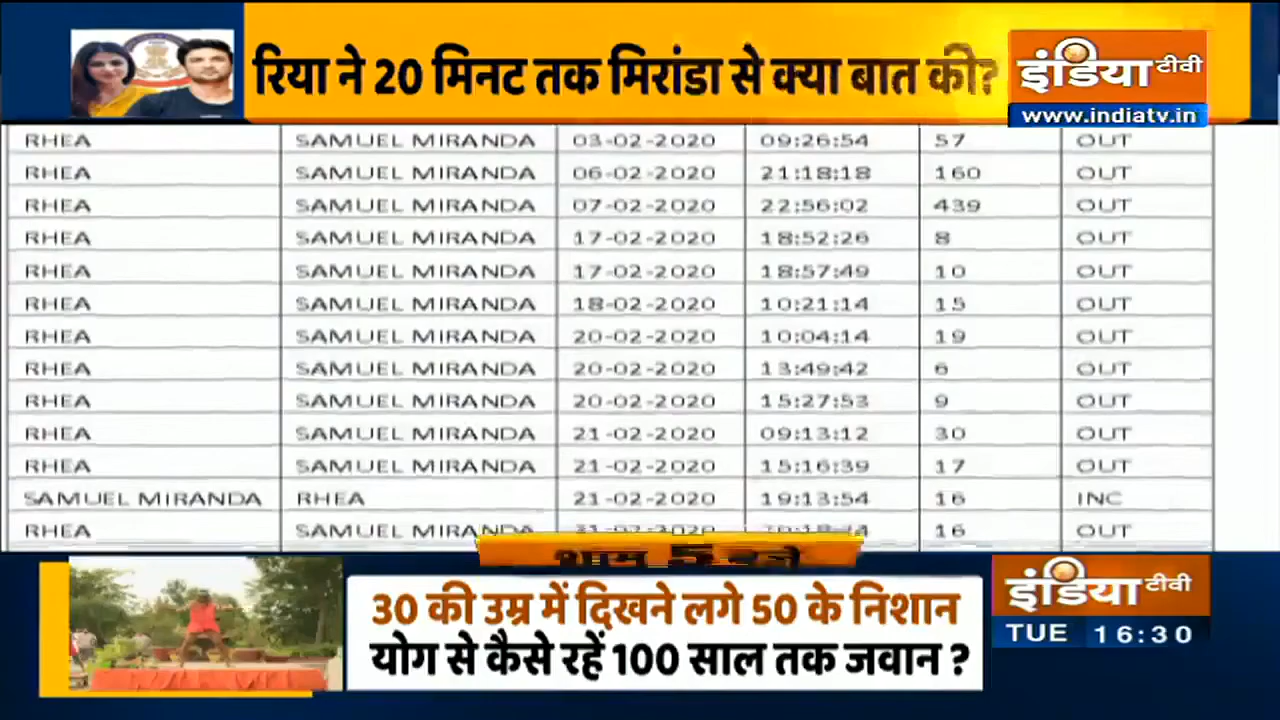 रिया ने 20 मिनट तक मिरांडा से क्या बात की?
इंडिया टीवी
www.indiatv.in
RHEA SAMUEL MIRANDA 03-02-2020 09:26:54 57 OUT
RHEA SAMUEL MIRANDA 06-02-2020 21:18:18 160 OUT
RHEA SAMUEL MIRANDA 07-02-2020 22:56:02 439 OUT
RHEA SAMUEL MIRANDA 17-02-2020 18:52:26 8 OUT
RHEA SAMUEL MIRANDA 17-02-2020 18:57:49 10 OUT
RHEA SAMUEL MIRANDA 18-02-2020 10:21:14 15 OUT
RHEA SAMUEL MIRANDA 20-02-2020 10:04:14 19 OUT
RHEA SAMUEL MIRANDA 20-02-2020 13:49:42 6 OUT
RHEA SAMUEL MIRANDA 20-02-2020 15:27:53 9 OUT
RHEA SAMUEL MIRANDA 21-02-2020 09:13:12 30 OUT
RHEA SAMUEL MIRANDA 21-02-2020 15:16:39 17 OUT
SAMUEL MIRANDA RHEA 21-02-2020 19:13:54 16 INC
RHEA SAMUEL MIRANDA 16 OUT
30 की उम्र में दिखने लगे 50 के निशान
योग से कैसे रहें 100 साल तक जवान ?
इंडिया टीवी
TUE 16:30